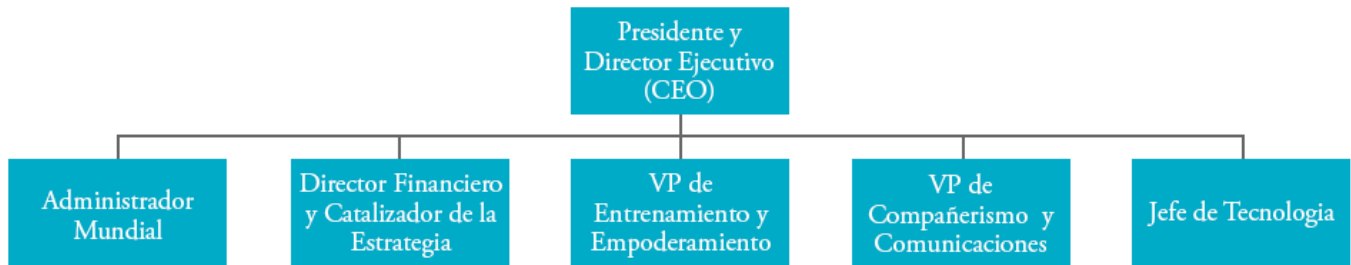 Presidente y
Director Ejecutivo
(CEO)
Administrador
Mundial
Director Financiero
y Catalizador de la
Estrategia
VP de
Entrenamiento y
Empoderamiento
VP de
Compañerismo y
Comunicaciones
Jefe de Tecnologia